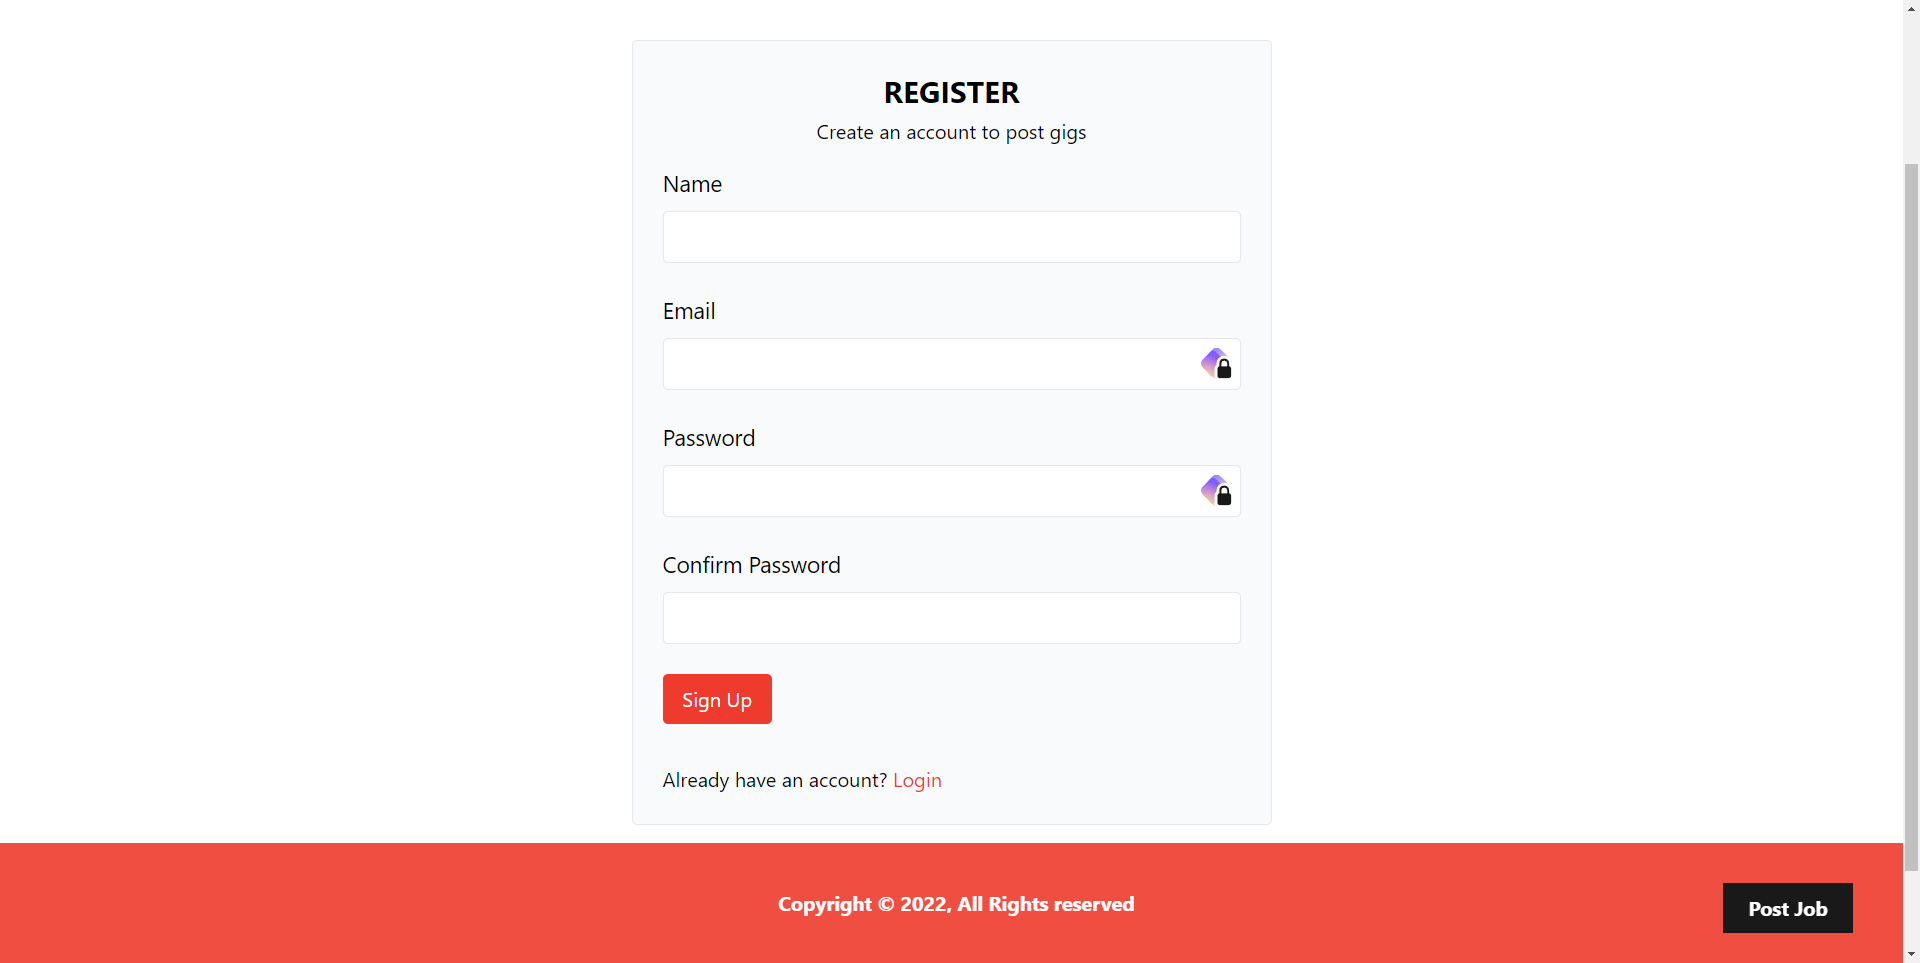 REGISTER
Create an account to post gigs
Name
Email
Password
Confirm Password
Sign Up
Already have an account? Login
Copyright © 2022, All Rights reserved
Post Job